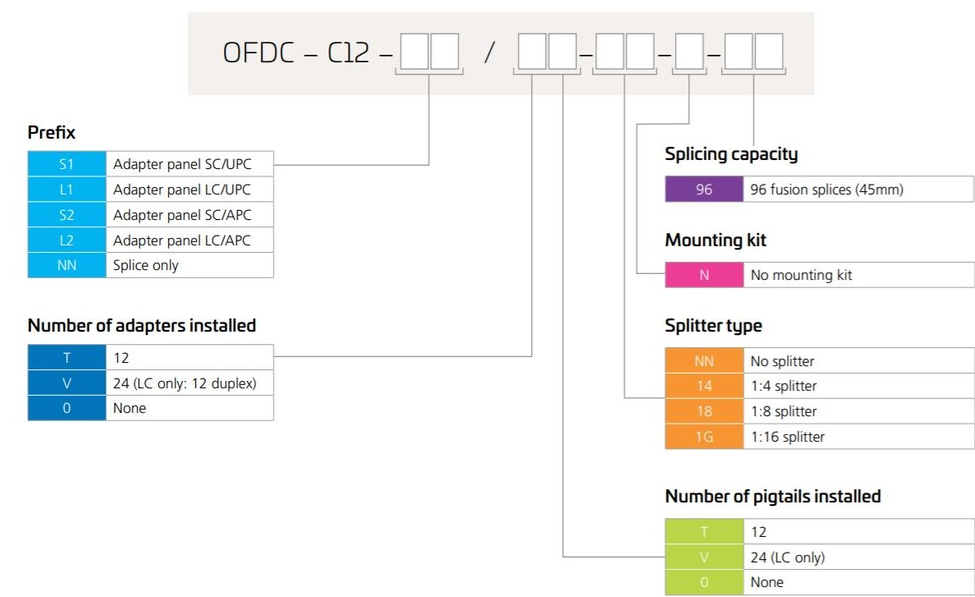 OFDC – C12 – / – – –
Prefix
S1 Adapter panel SC/UPC
L1 Adapter panel LC/UPC
S2 Adapter panel SC/APC
L2 Adapter panel LC/APC
NN Splice only
Number of adapters installed
T 12
V 24 (LC only: 12 duplex)
0 None
Splicing capacity
96 96 fusion splices (45mm)
Mounting kit
N No mounting kit
Splitter type
NN No splitter
14 1:4 splitter
18 1:8 splitter
1G 1:16 splitter
Number of pigtails installed
T 12
V 24 (LC only)
0 None